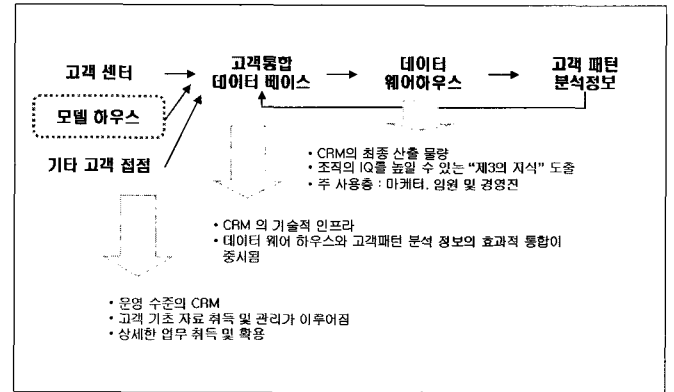 고객 센터
모델 하우스
기타 고객 접점
고객통합
데이터 베이스
데이터
웨어하우스
고객 패턴
분석정보
• CRM의 최종 산출 물량
• 조직의 IQ를 높일 수 있는 “제3의 지식” 도출
• 주 사용층 : 마케터, 임원 및 경영진
• CRM 의 기술적 인프라
• 데이터 웨어 하우스와 고객패턴 분석 정보의 효과적 통합이
중시됨
• 운영 수준의 CRM
• 고객 기초 자료 취득 및 관리가 이루어짐
• 상세한 업무 취득 및 확용